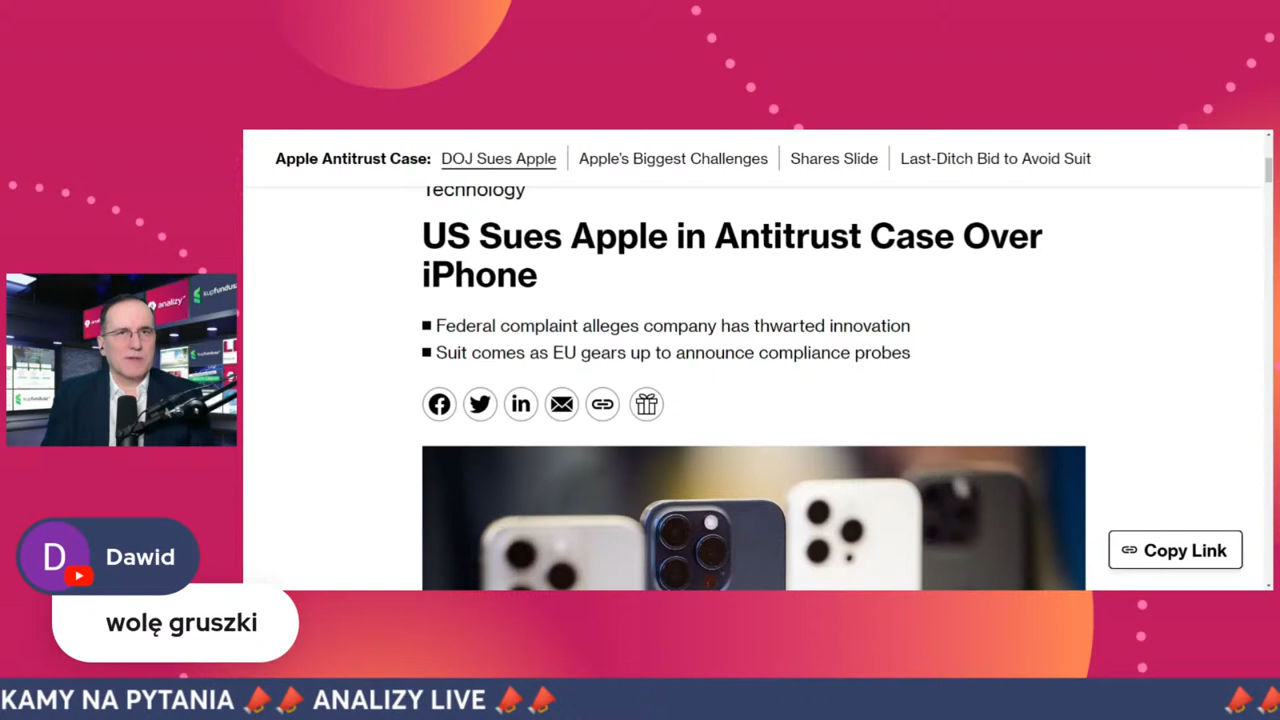 Apple Antitrust Case: DOJ Sues Apple Apple's Biggest Challenges Shares Slide Last-Ditch Bid to Avoid Suit
Technology
US Sues Apple in Antitrust Case Over
iPhone
Federal complaint alleges company has thwarted innovation
Suit comes as EU gears up to announce compliance probes
analizy
supfundusz
Copy Link
D
Dawid
wolę gruszki
KAMY NA PYTANIA ANALIZY LIVE